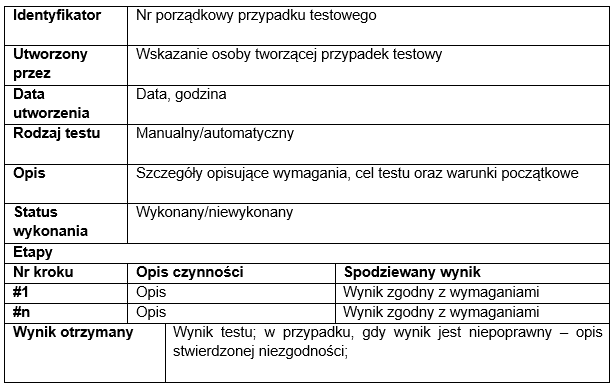 Identyfikator Nr porządkowy przypadku testowego
Utworzony Wskazanie osoby tworzącej przypadek testowy
przez
Data Data, godzina
utworzenia
Rodzaj testu Manualny/automatyczny
Opis Szczegóły opisujące wymagania, cel testu oraz warunki początkowe
Status Wykonany/niewykonany
wykonania
Etapy
Nr kroku Opis czynności Spodziewany wynik
#1 Opis Wynik zgodny z wymaganiami
#n Opis Wynik zgodny z wymaganiami
Wynik otrzymany Wynik testu; w przypadku, gdy wynik jest niepoprawny – opis
stwierdzonej niezgodności;